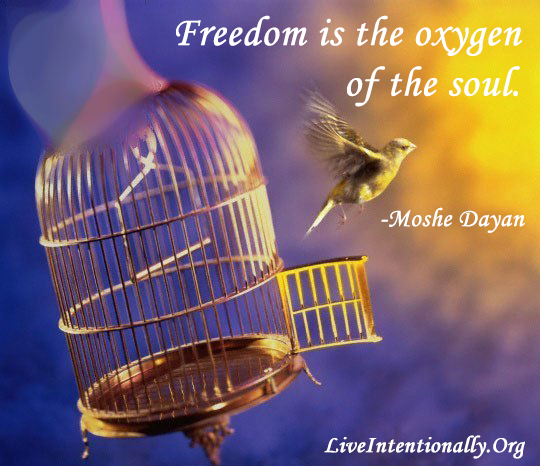 Freedom is the oxygen
of the soul.
-Moshe Dayan
LiveIntentionally.Org